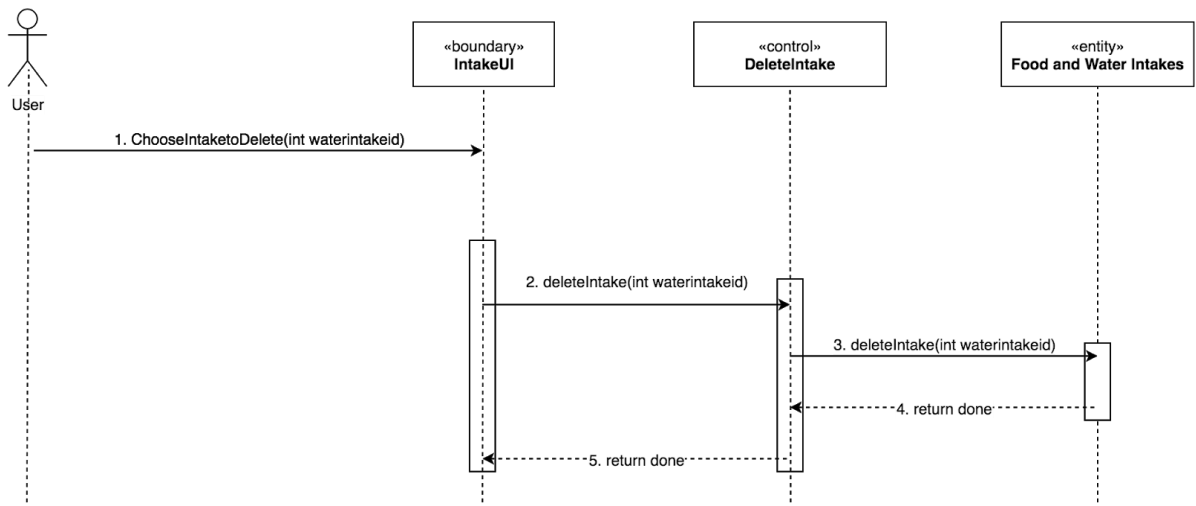 «boundary»
IntakeUI
«control»
DeleteIntake
«entity»
Food and Water Intakes
User
1. ChooseIntaketoDelete(int waterintakeid)
2. deleteIntake(int waterintakeid)
3. deleteIntake(int waterintakeid)
4. return done
5. return done